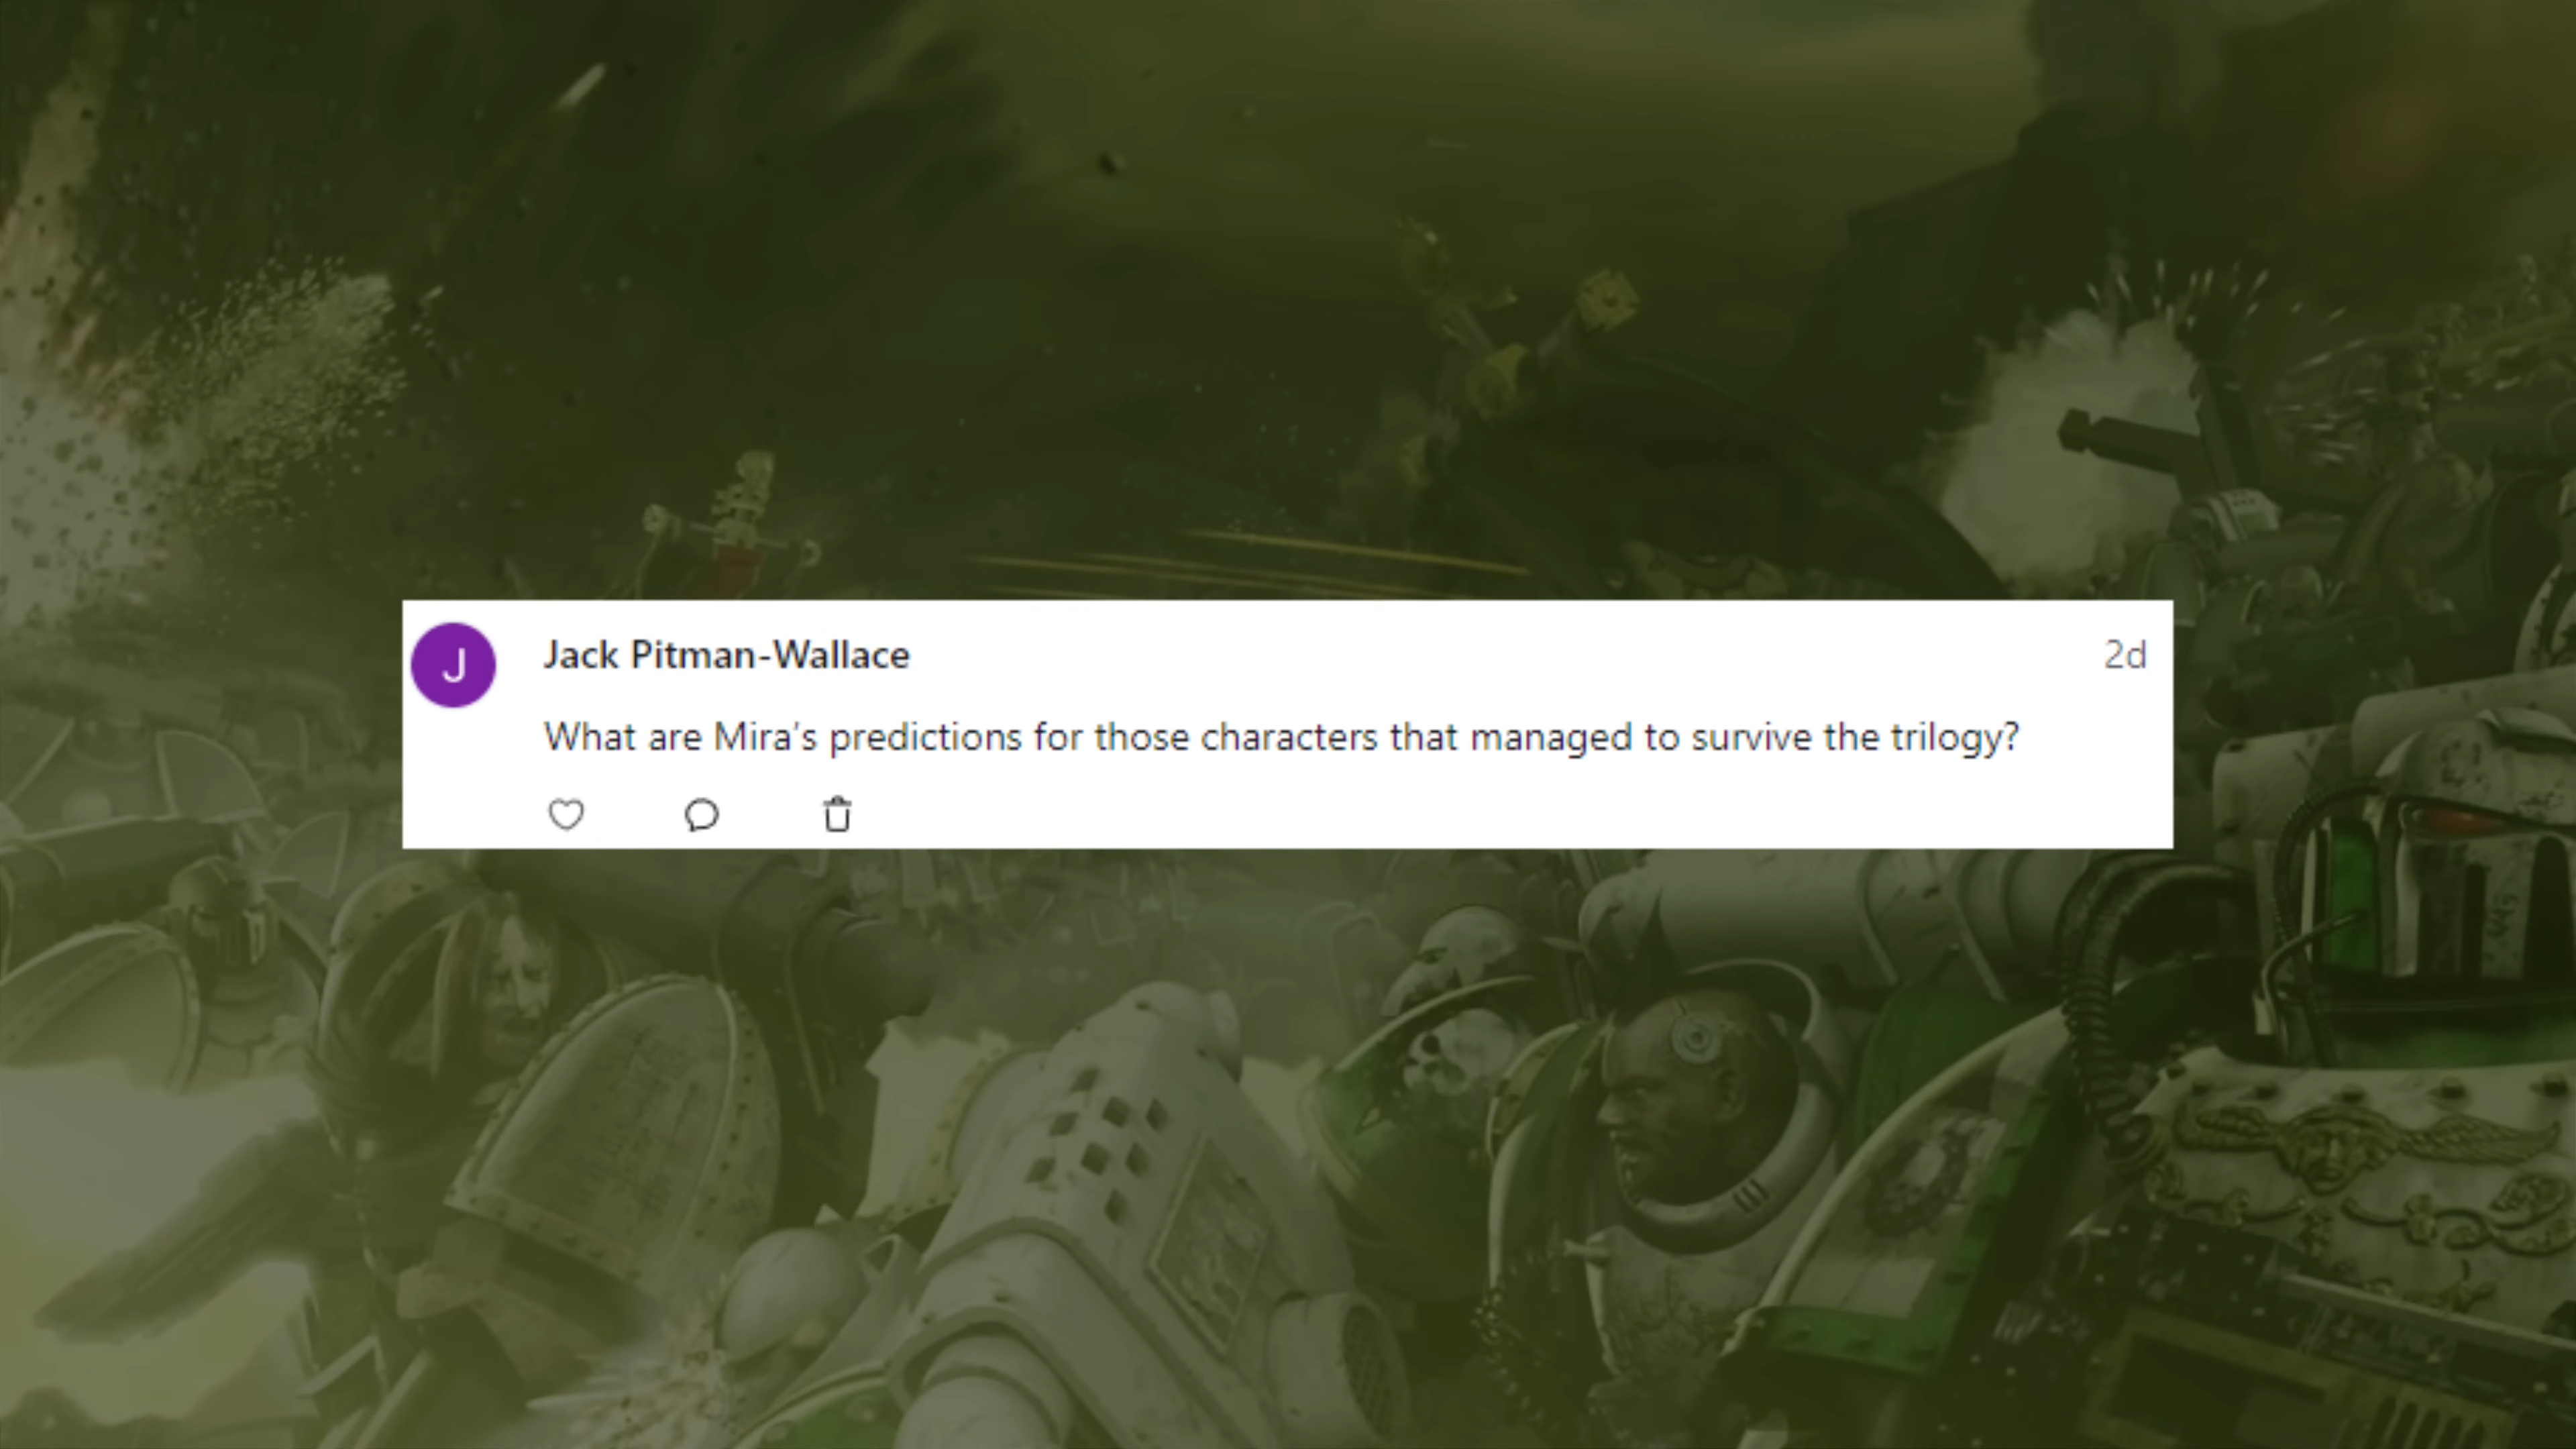 J
Jack Pitman-Wallace
2d
What are Mira's predictions for those characters that managed to survive the trilogy?